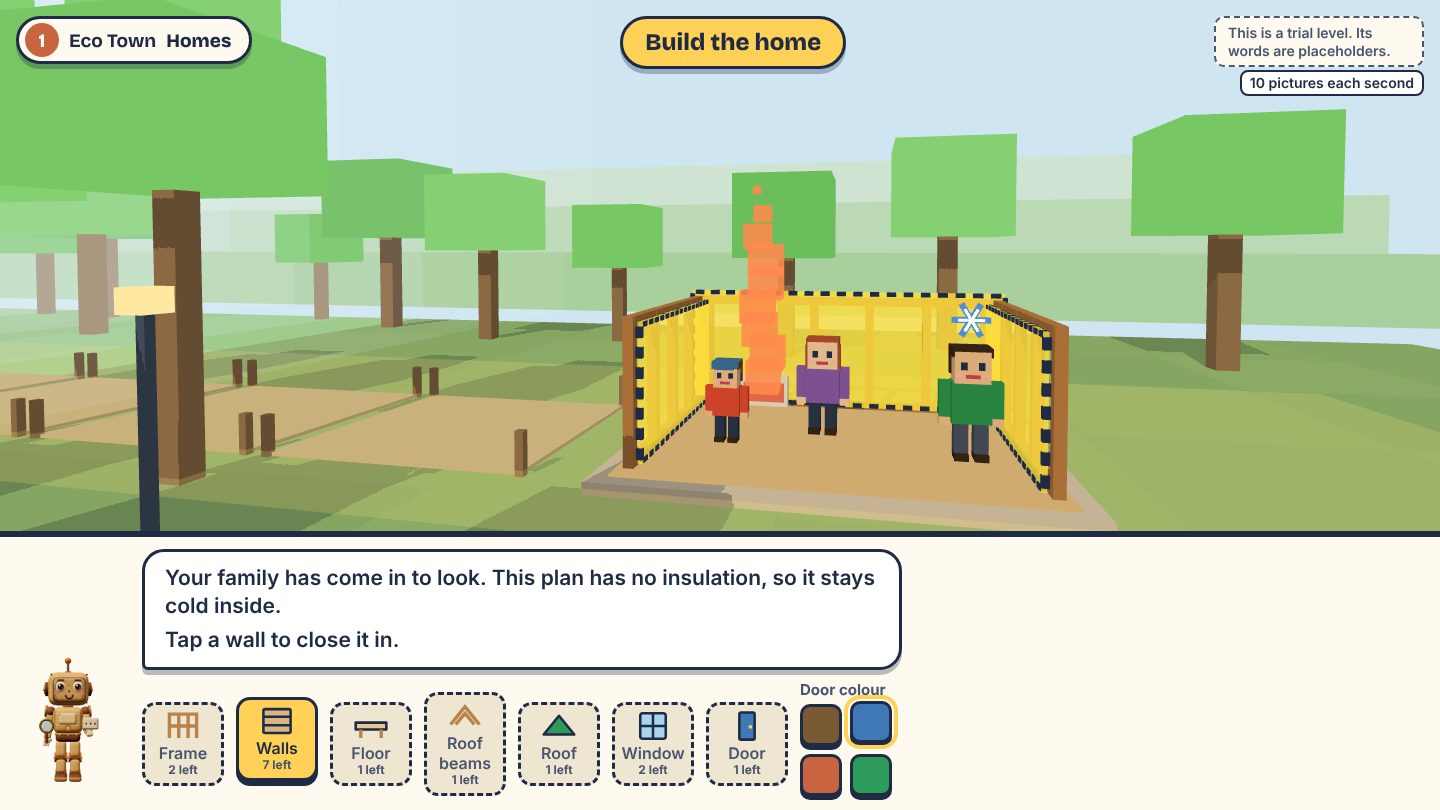 1 Eco Town Homes
Build the home
This is a trial level. Its
words are placeholders.
10 pictures each second
Your family has come in to look. This plan has no insulation, so it stays
cold inside.
Tap a wall to close it in.
Door colour
Frame
2 left
Walls
7 left
Floor
1 left
Roof
beams
1 left
Roof
1 left
Window
2 left
Door
1 left